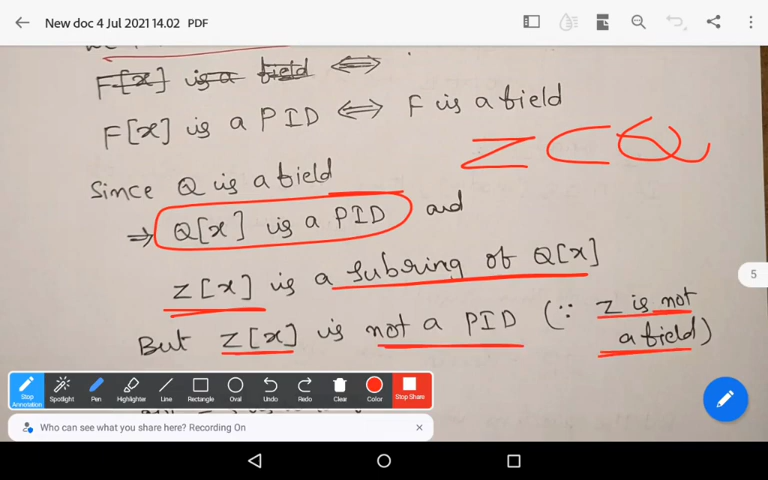 New doc 4 Jul 2021 14.02 PDF
F[x] is a field ⇔
F[x] is a PID ⇔ F is a field
Z ⊂ Q
Since Q is a field
⇒ Q[x] is a PID and
Z[x] is a subring of Q[x]
But Z[x] is not a PID (∵ Z is not
a field)
5
Stop Annotation
Spotlight
Pen
Highlighter
Line
Rectangle
Oval
Undo
Redo
Clear
Color
Stop Share
Who can see what you share here? Recording On